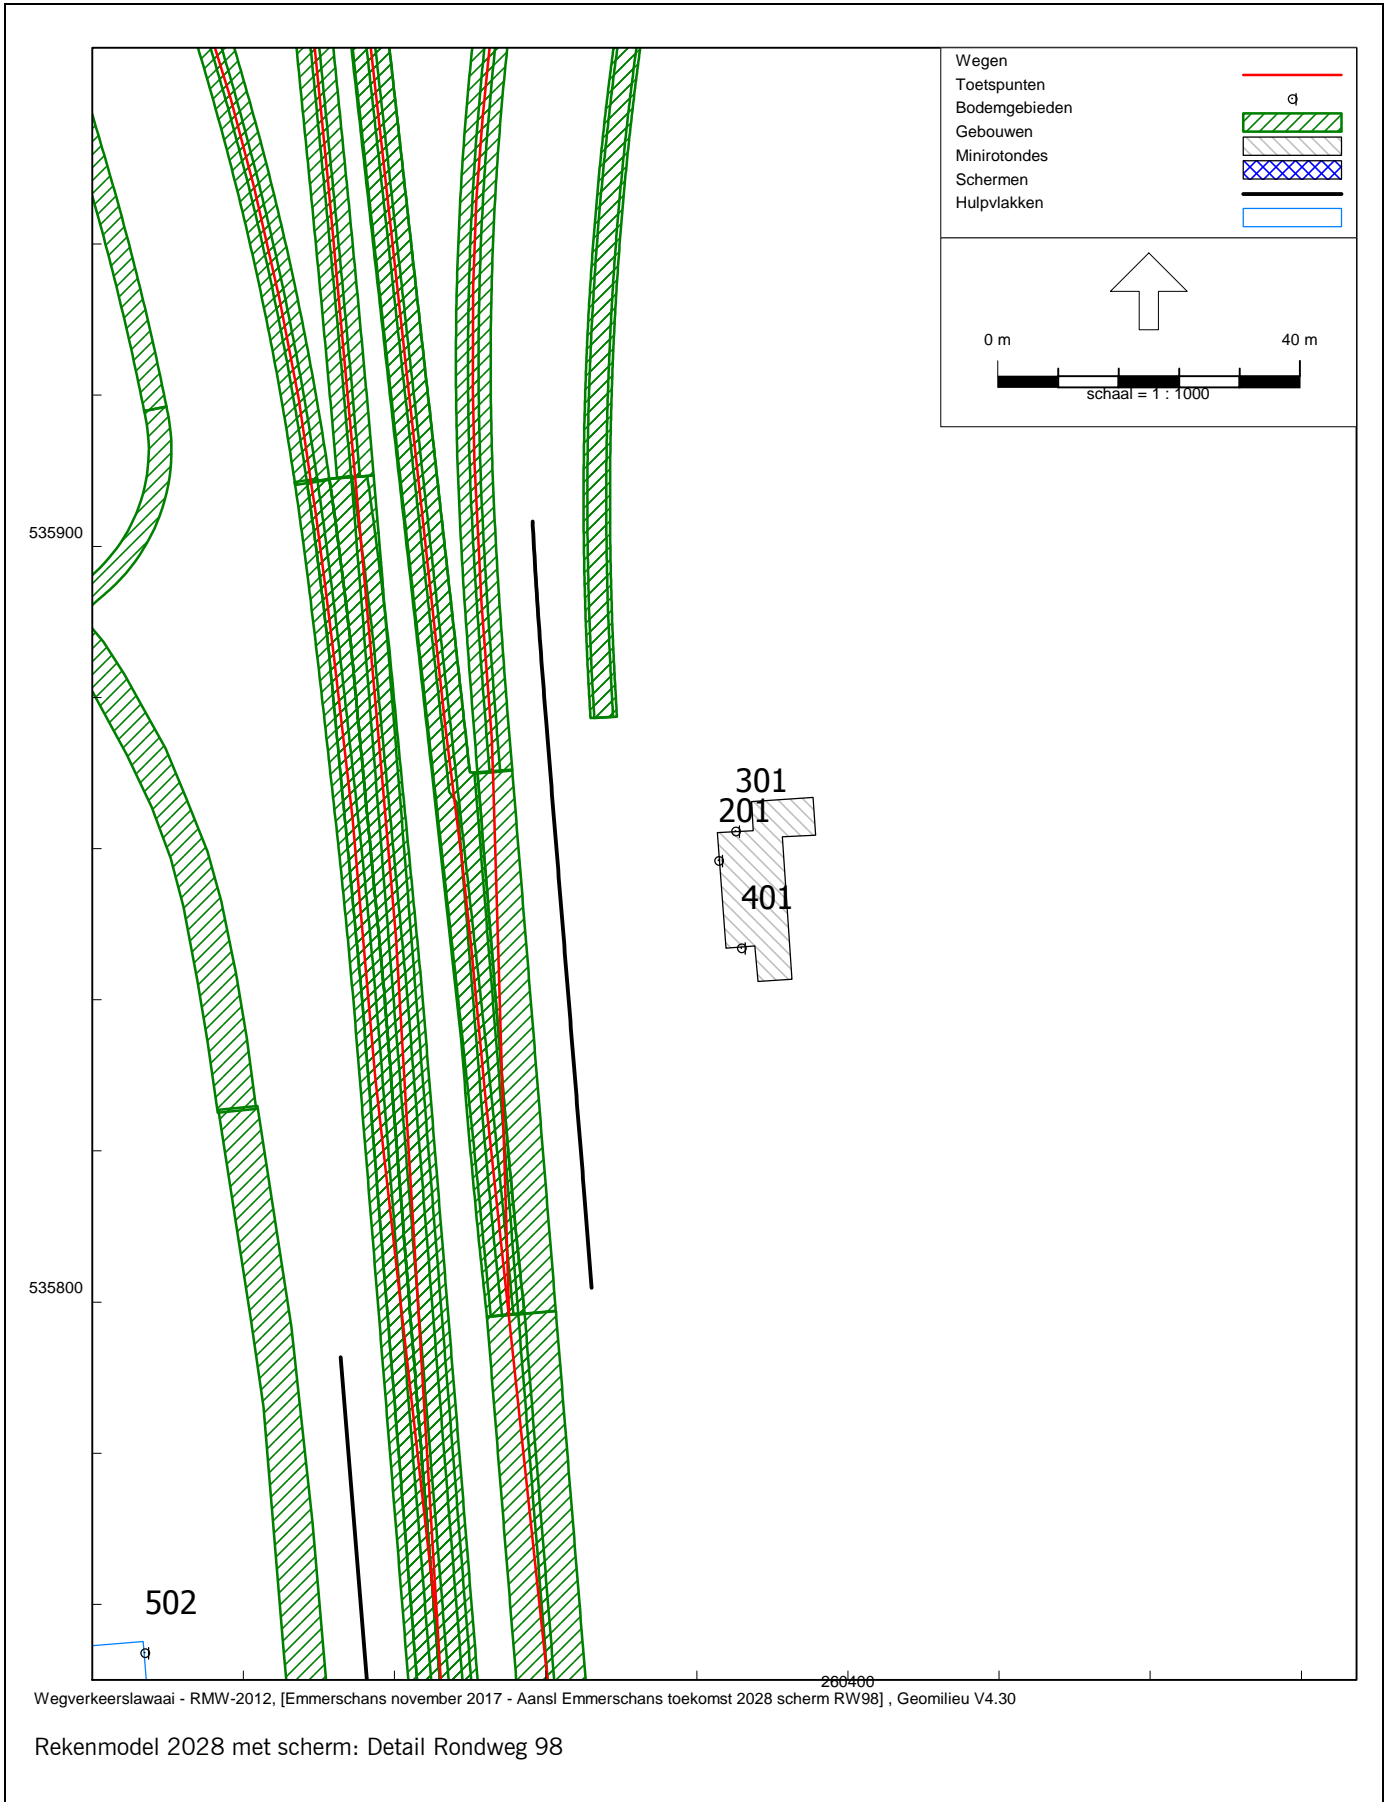 Wegen
Toetspunten
Bodemgebieden
Gebouwen
Minirotondes
Schermen
Hulpvlakken
0 m
40 m
schaal = 1 : 1000
535900
301
201
401
535800
502
260400
Wegverkeerslawaai - RMW-2012, [Emmerschans november 2017 - Aansl Emmerschans toekomst 2028 scherm RW98] , Geomilieu V4.30
Rekenmodel 2028 met scherm: Detail Rondweg 98